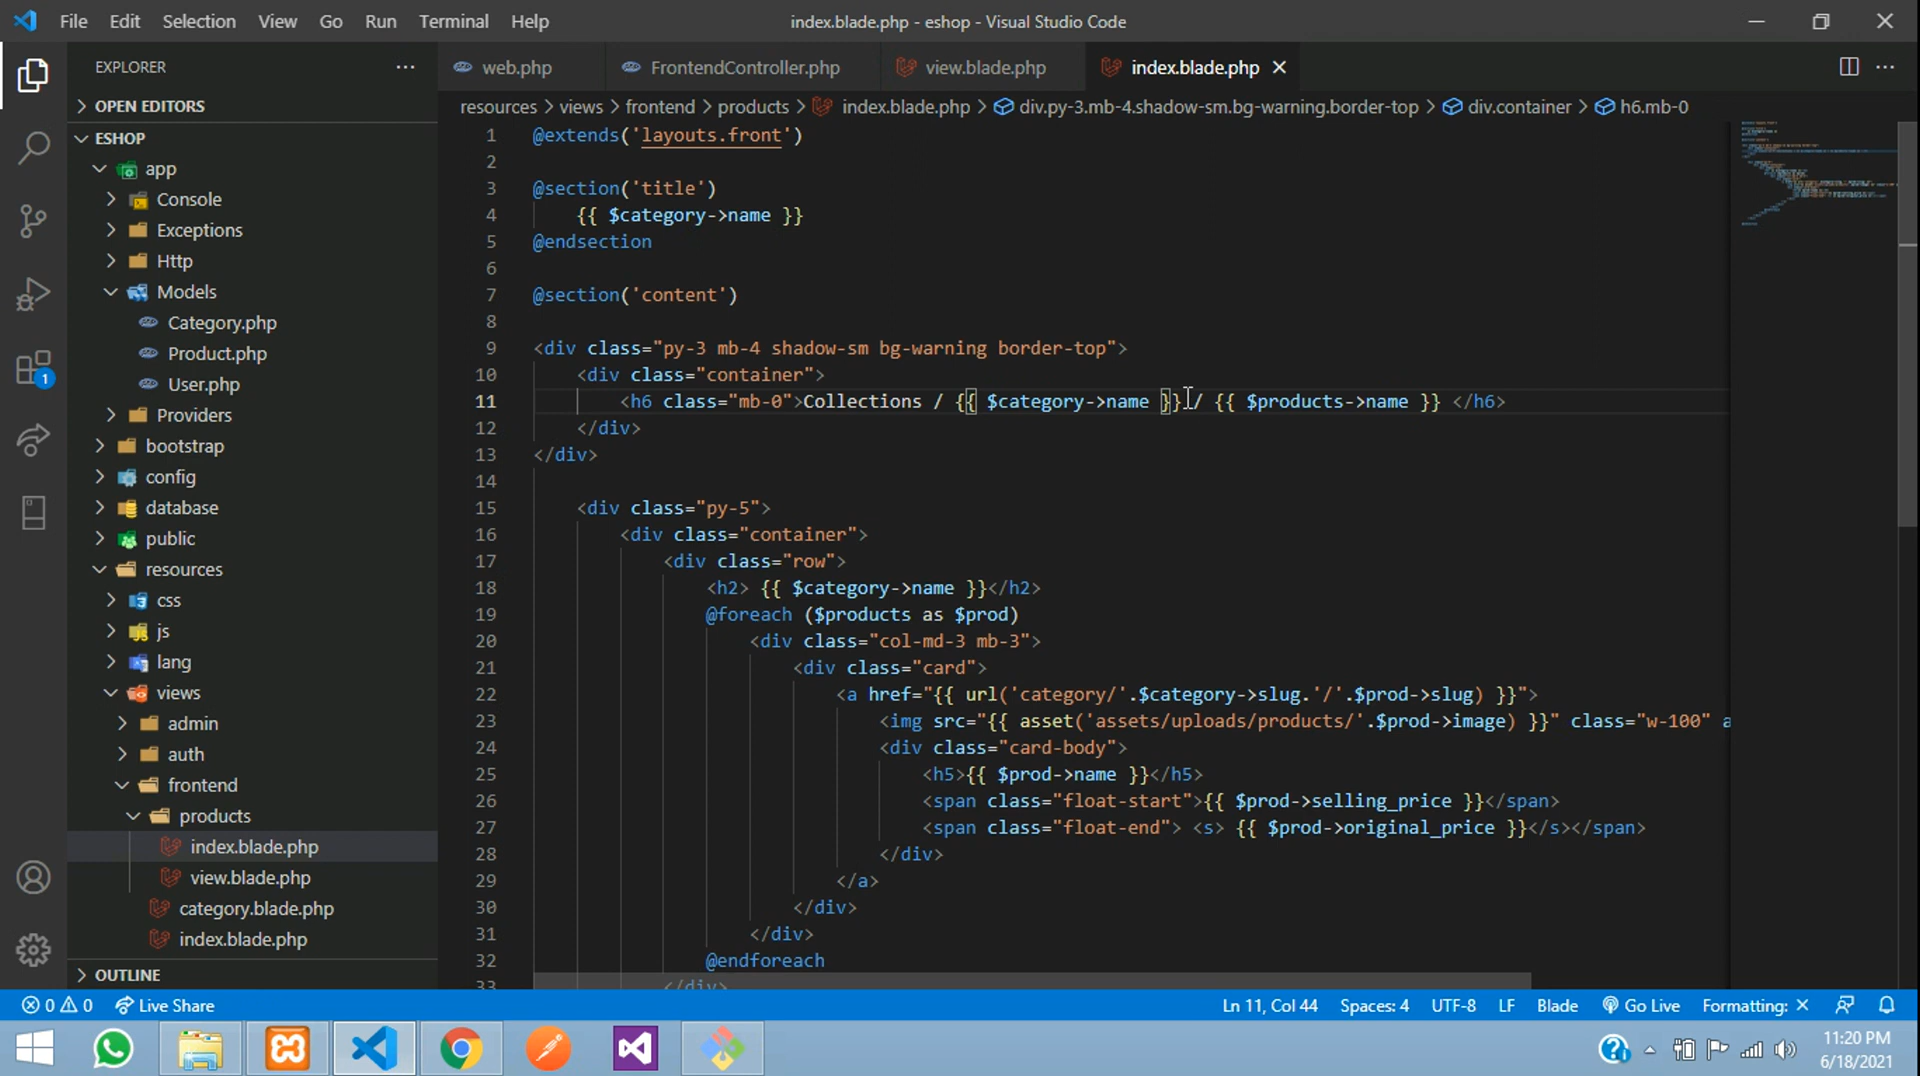 File Edit Selection View Go Run Terminal Help
index.blade.php - eshop - Visual Studio Code
EXPLORER ...
web.php FrontendController.php view.blade.php index.blade.php
OPEN EDITORS
resources > views > frontend > products > index.blade.php > div.py-3.mb-4.shadow-sm.bg-warning.border-top > div.container > h6.mb-0
ESHOP
app
Console
Exceptions
Http
Models
Category.php
Product.php
User.php
Providers
bootstrap
config
database
public
resources
css
js
lang
views
admin
auth
frontend
products
index.blade.php
view.blade.php
category.blade.php
index.blade.php
OUTLINE
1 @extends('layouts.front')
2
3 @section('title')
4 {{ $category->name }}
5 @endsection
6
7 @section('content')
8
9 <div class="py-3 mb-4 shadow-sm bg-warning border-top">
10 <div class="container">
11 <h6 class="mb-0">Collections / {{ $category->name }} / {{ $products->name }} </h6>
12 </div>
13 </div>
14
15 <div class="py-5">
16 <div class="container">
17 <div class="row">
18 <h2> {{ $category->name }}</h2>
19 @foreach ($products as $prod)
20 <div class="col-md-3 mb-3">
21 <div class="card">
22 <a href="{{ url('category/'.$category->slug.'/'.$prod->slug) }}">
23 <img src="{{ asset('assets/uploads/products/'.$prod->image) }}" class="w-100" a
24 <div class="card-body">
25 <h5>{{ $prod->name }}</h5>
26 <span class="float-start">{{ $prod->selling_price }}</span>
27 <span class="float-end"> <s> {{ $prod->original_price }}</s></span>
28 </div>
29 </a>
30 </div>
31 </div>
32 @endforeach
33 </div>
1
0 0 Live Share
Ln 11, Col 44 Spaces: 4 UTF-8 LF Blade Go Live Formatting: ×
11:20 PM
6/18/2021